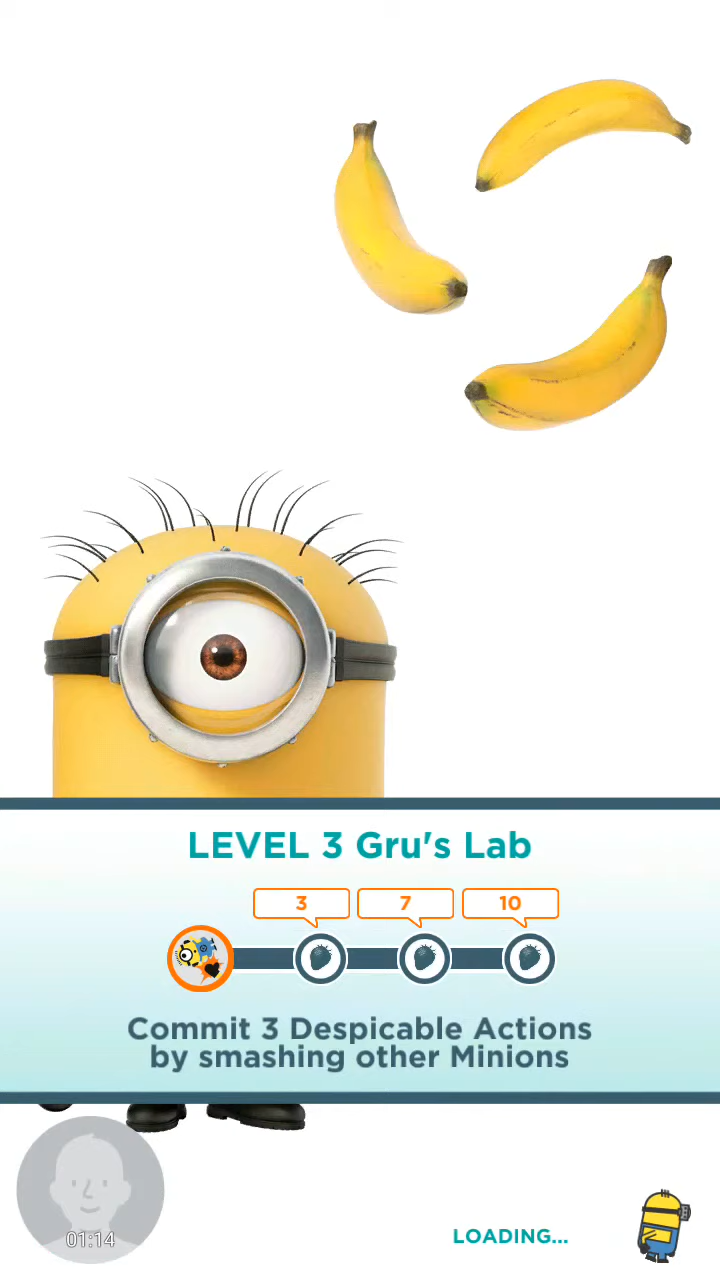 LEVEL 3 Gru's Lab
3 7 10
Commit 3 Despicable Actions
by smashing other Minions
01:14
LOADING...